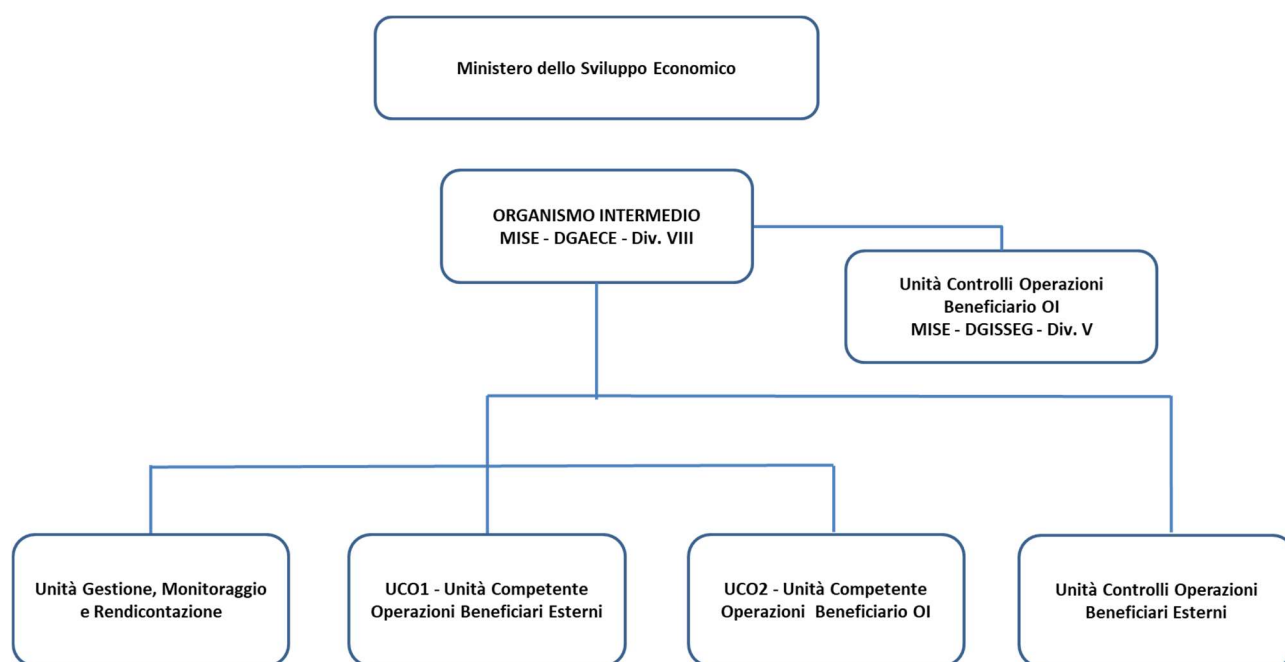 Ministero dello Sviluppo Economico
ORGANISMO INTERMEDIO
MISE - DGAECE - Div. VIII
Unità Controlli Operazioni
Beneficiario OI
MISE - DGISSEG - Div. V
Unità Gestione, Monitoraggio
e Rendicontazione
UCO1 - Unità Competente
Operazioni Beneficiari Esterni
UCO2 - Unità Competente
Operazioni Beneficiario OI
Unità Controlli Operazioni
Beneficiari Esterni